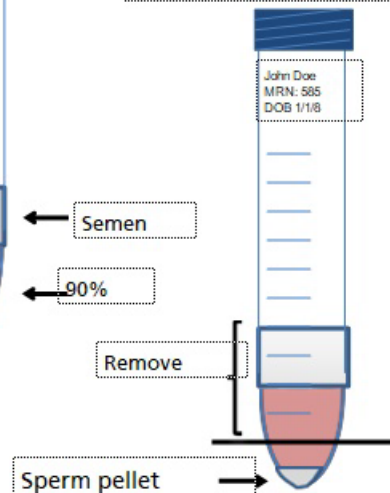 John Doe
MRN: 585
DOB 1/1/8
Semen
90%
Remove
Sperm pellet